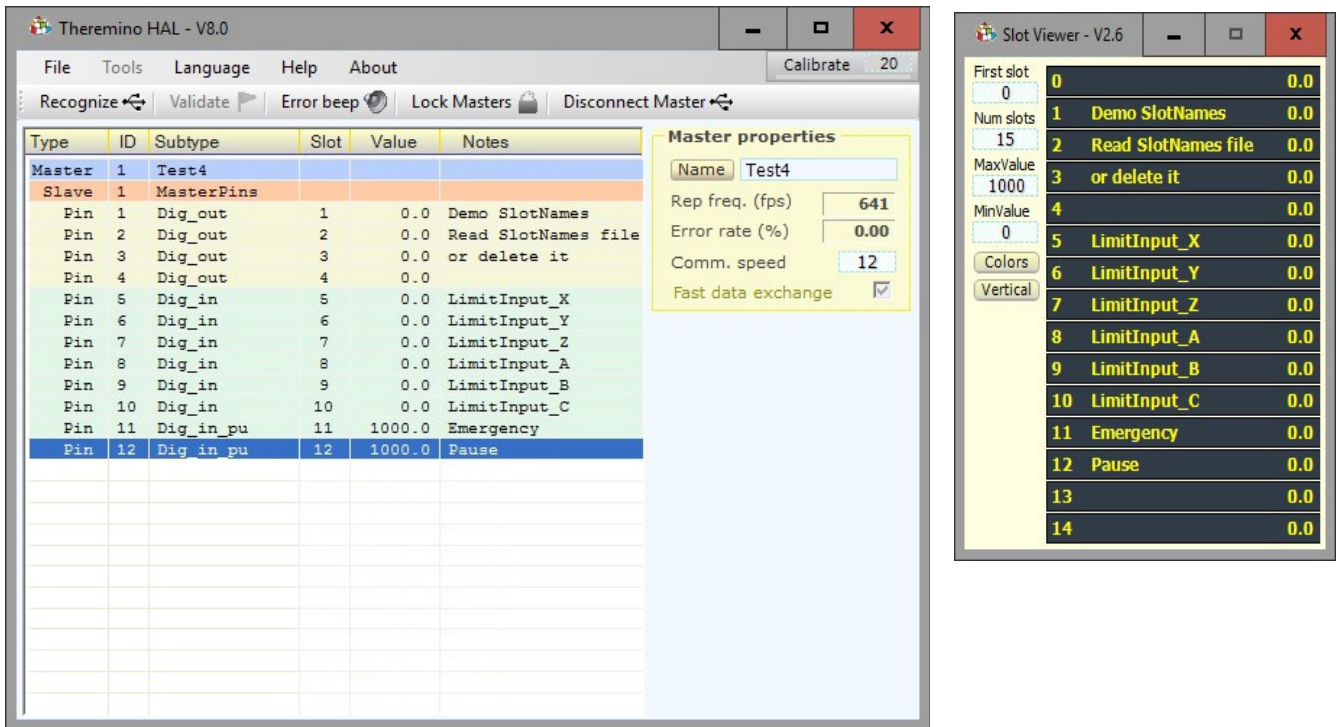 Theremino HAL - V8.0
File Tools Language Help About Calibrate 20
Recognize Validate Error beep Lock Masters Disconnect Master
Type ID Subtype Slot Value Notes
Master 1 Test4
Slave 1 MasterPins
Pin 1 Dig_out 1 0.0 Demo SlotNames
Pin 2 Dig_out 2 0.0 Read SlotNames file
Pin 3 Dig_out 3 0.0 or delete it
Pin 4 Dig_out 4 0.0
Pin 5 Dig_in 5 0.0 LimitInput_X
Pin 6 Dig_in 6 0.0 LimitInput_Y
Pin 7 Dig_in 7 0.0 LimitInput_Z
Pin 8 Dig_in 8 0.0 LimitInput_A
Pin 9 Dig_in 9 0.0 LimitInput_B
Pin 10 Dig_in 10 0.0 LimitInput_C
Pin 11 Dig_in_pu 11 1000.0 Emergency
Pin 12 Dig_in_pu 12 1000.0 Pause
Master properties
Name Test4
Rep freq. (fps) 641
Error rate (%) 0.00
Comm. speed 12
Fast data exchange
Slot Viewer - V2.6
First slot
0
Num slots
15
MaxValue
1000
MinValue
0
Colors
Vertical
0 0.0
1 Demo SlotNames 0.0
2 Read SlotNames file 0.0
3 or delete it 0.0
4 0.0
5 LimitInput_X 0.0
6 LimitInput_Y 0.0
7 LimitInput_Z 0.0
8 LimitInput_A 0.0
9 LimitInput_B 0.0
10 LimitInput_C 0.0
11 Emergency 0.0
12 Pause 0.0
13 0.0
14 0.0